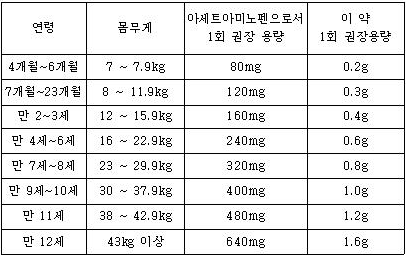 연령 몸무게 아세트아미노펜으로서 1회 권장 용량 이 약 1회 권장용량
4개월~6개월 7 ~ 7.9kg 80mg 0.2g
7개월~23개월 8 ~ 11.9kg 120mg 0.3g
만 2~3세 12 ~ 15.9kg 160mg 0.4g
만 4세~6세 16 ~ 22.9kg 240mg 0.6g
만 7세~8세 23 ~ 29.9kg 320mg 0.8g
만 9세~10세 30 ~ 37.9kg 400mg 1.0g
만 11세 38 ~ 42.9kg 480mg 1.2g
만 12세 43kg 이상 640mg 1.6g